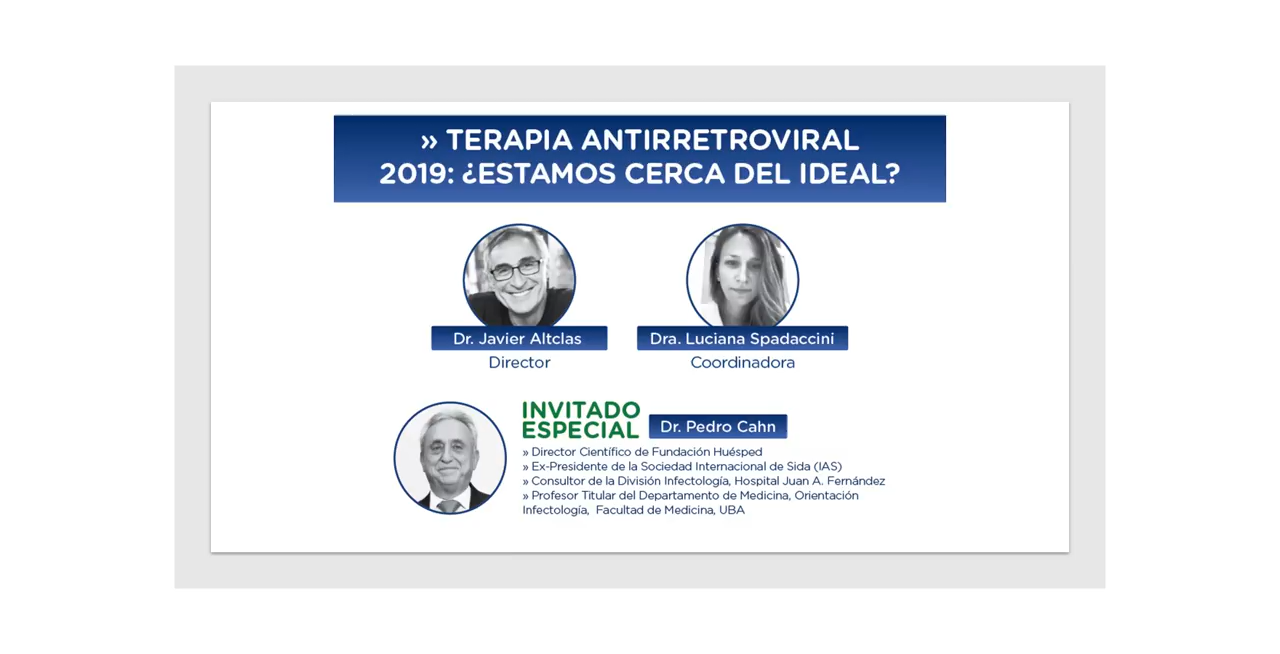 » TERAPIA ANTIRRETROVIRAL
2019: ¿ESTAMOS CERCA DEL IDEAL?
Dr. Javier Altclas
Director
Dra. Luciana Spadaccini
Coordinadora
INVITADO
ESPECIAL
Dr. Pedro Cahn
» Director Científico de Fundación Huésped
» Ex-Presidente de la Sociedad Internacional de Sida (IAS)
» Consultor de la División Infectología, Hospital Juan A. Fernández
» Profesor Titular del Departamento de Medicina, Orientación
Infectología, Facultad de Medicina, UBA